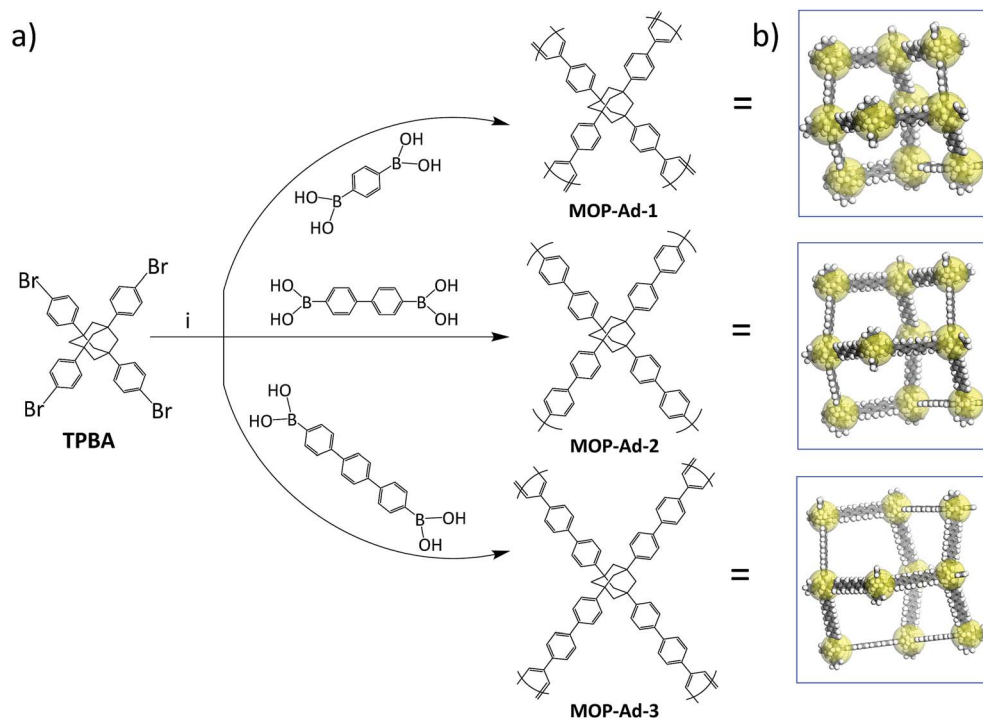 a)
b)
OH
B
OH
HO
B
HO
MOP-Ad-1
=
Br
Br
Br
Br
TPBA
i
HO
B
HO
OH
B
OH
MOP-Ad-2
=
HO
HO
B
B
OH
OH
MOP-Ad-3
=